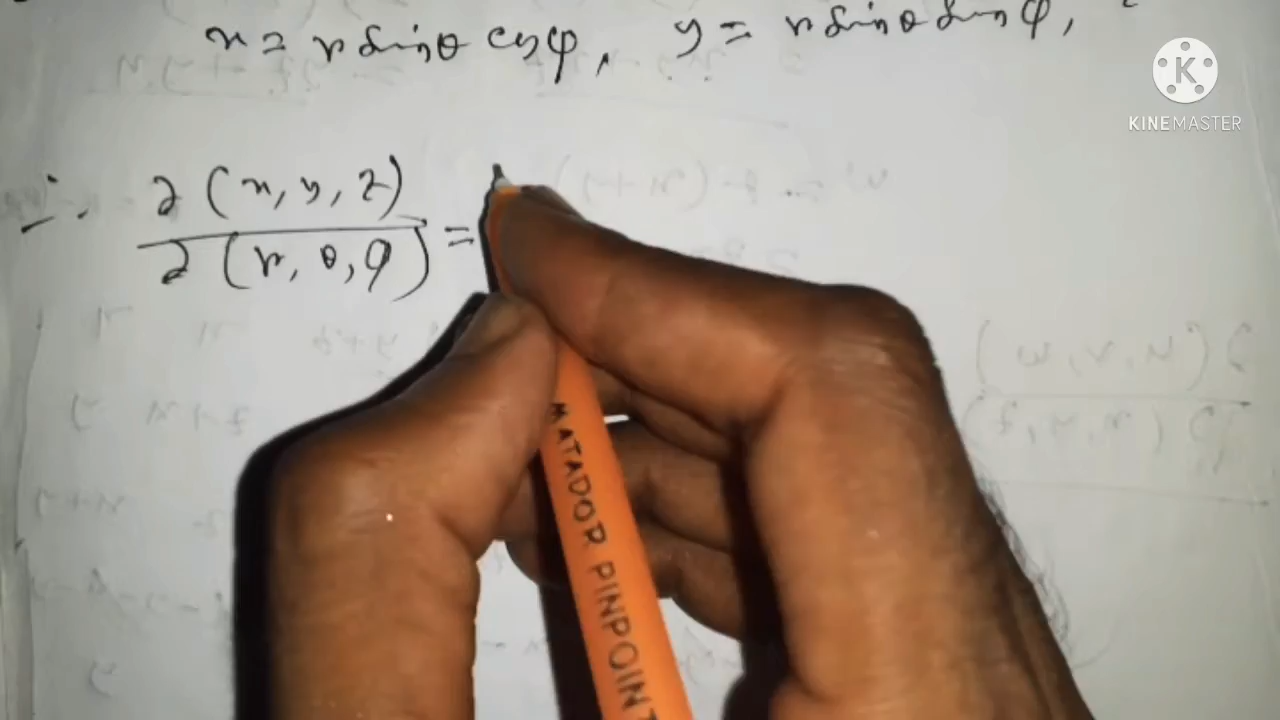 x = r sinθ cosφ, y = r sinθ sinφ,
KINEMASTER
∴ ∂(x, y, z) / ∂(r, θ, φ) =
MATADOR PINPOINT